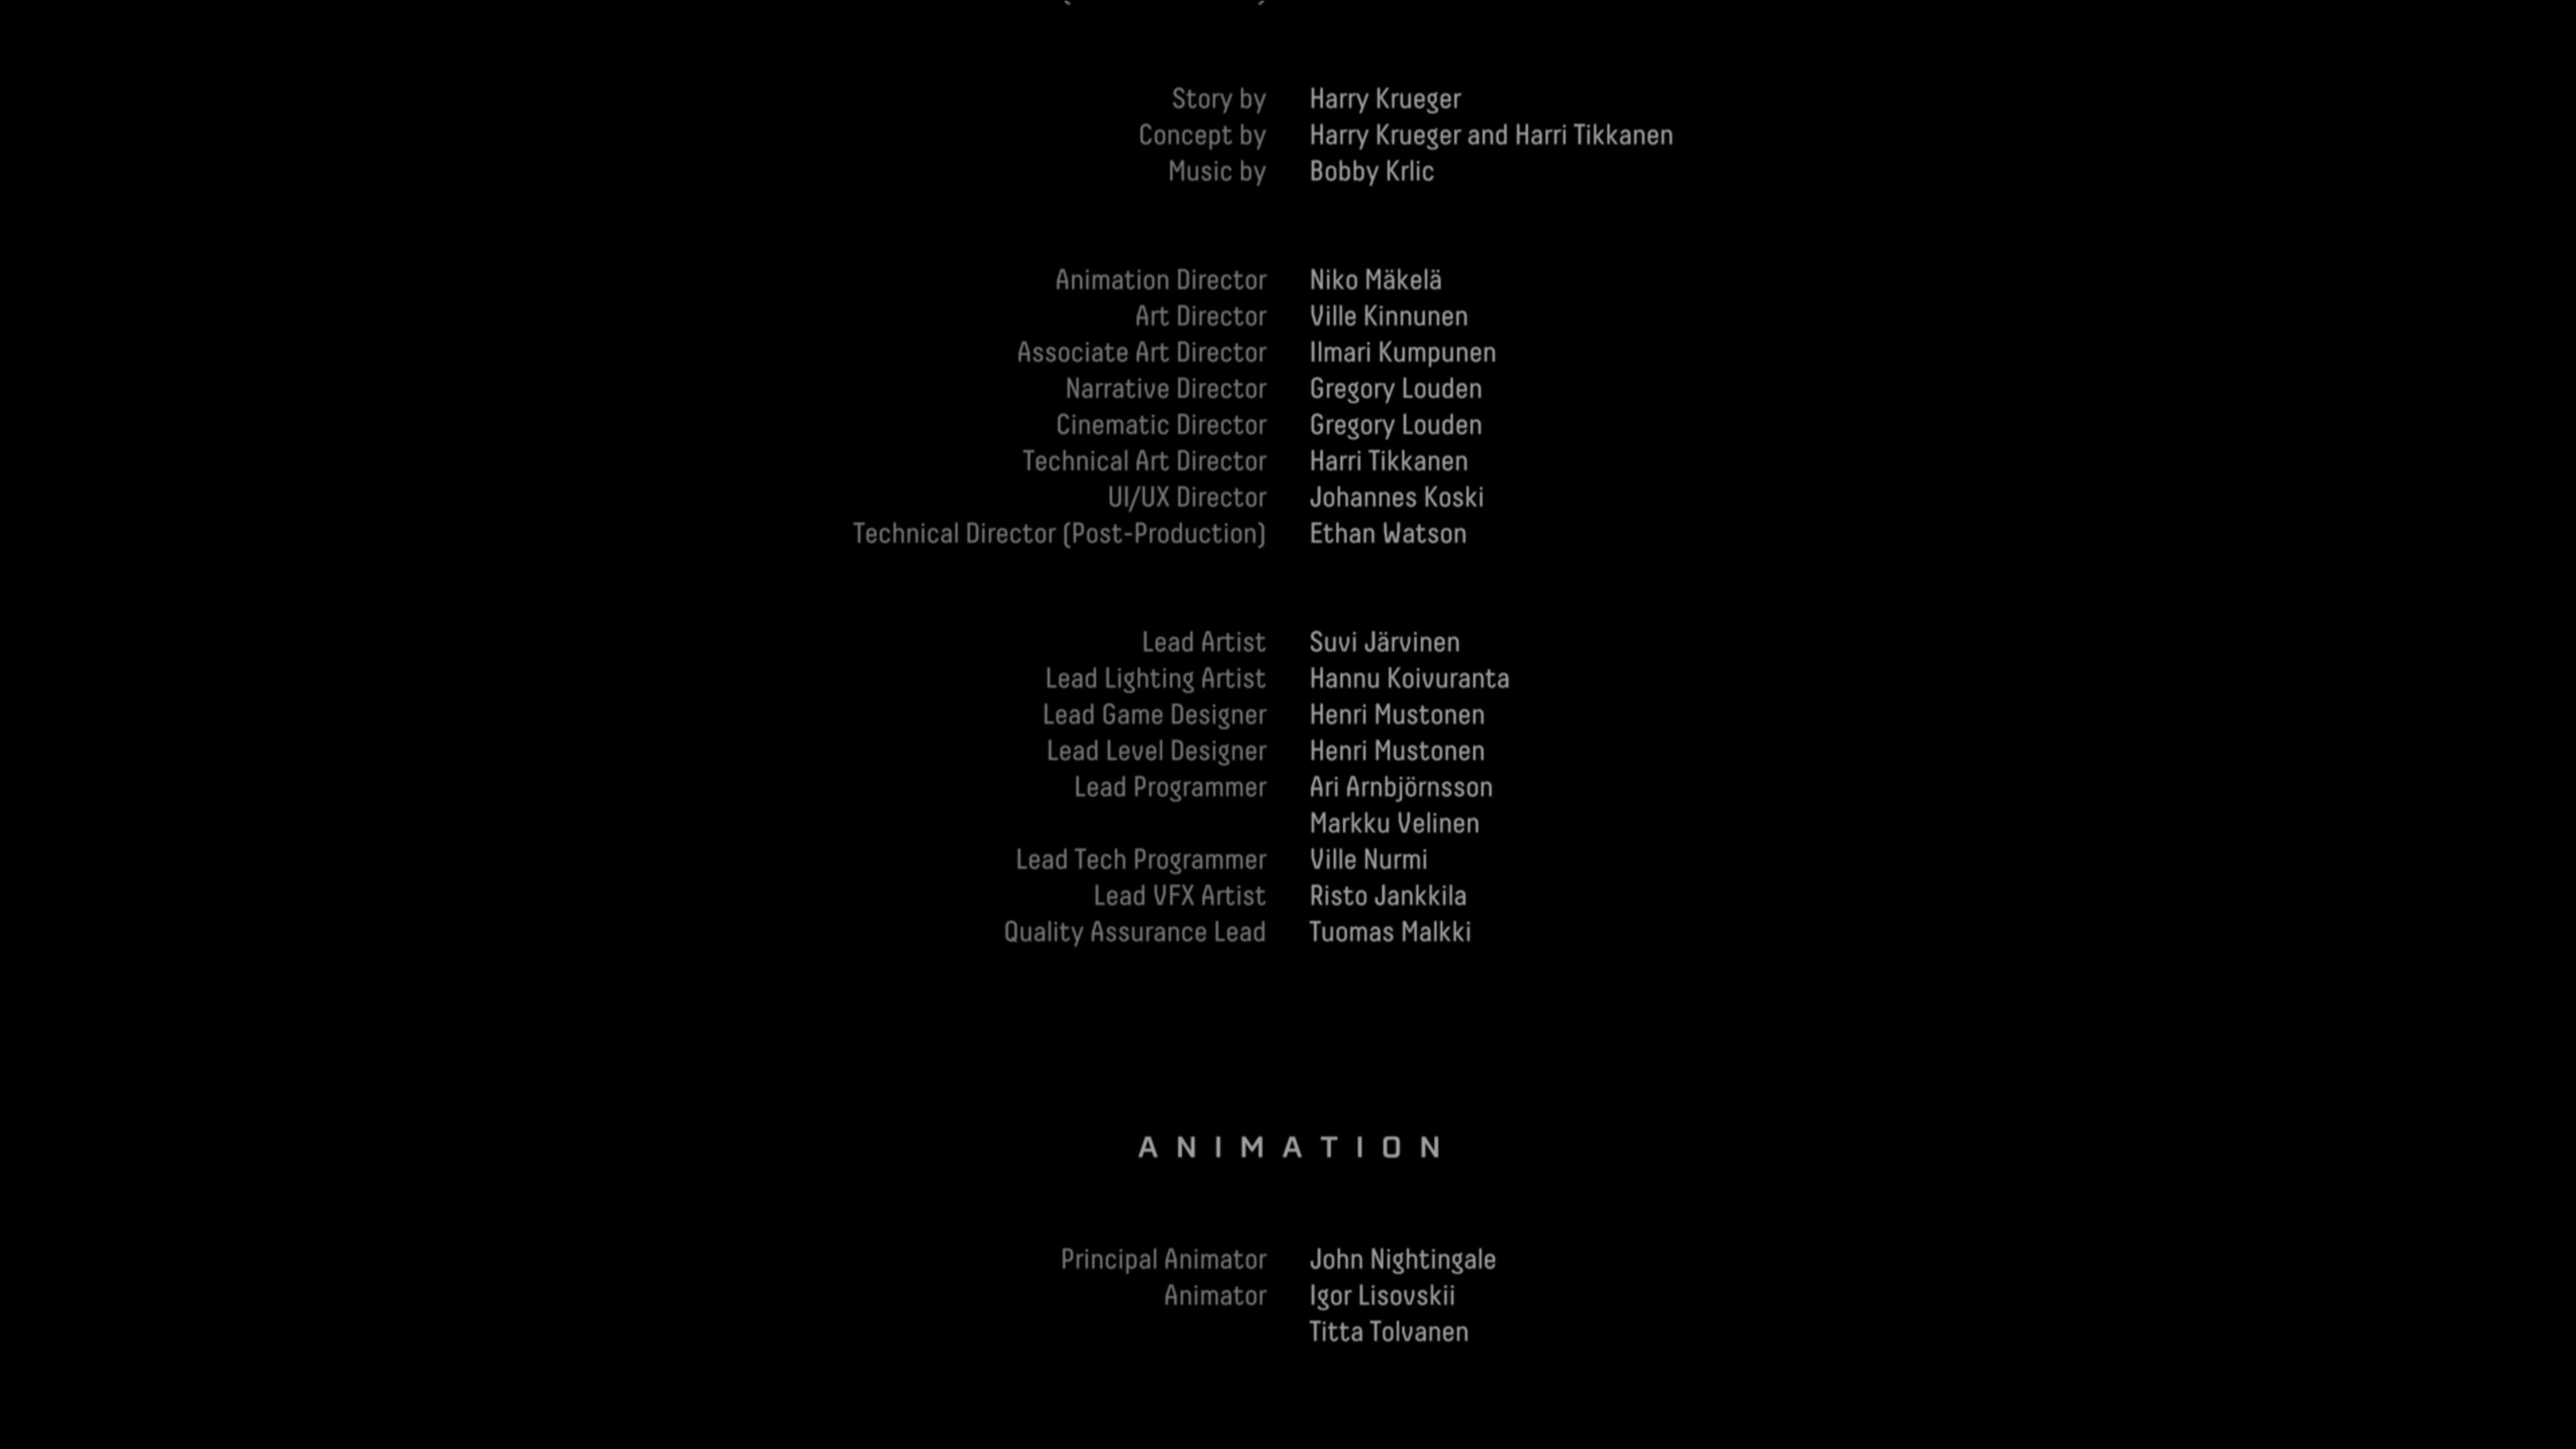 Story by Harry Krueger
Concept by Harry Krueger and Harri Tikkanen
Music by Bobby Krlic
Animation Director Niko Mäkelä
Art Director Ville Kinnunen
Associate Art Director Ilmari Kumpunen
Narrative Director Gregory Louden
Cinematic Director Gregory Louden
Technical Art Director Harri Tikkanen
UI/UX Director Johannes Koski
Technical Director (Post-Production) Ethan Watson
Lead Artist Suvi Järvinen
Lead Lighting Artist Hannu Koivuranta
Lead Game Designer Henri Mustonen
Lead Level Designer Henri Mustonen
Lead Programmer Ari Arnbjörnsson
Markku Velinen
Lead Tech Programmer Ville Nurmi
Lead VFX Artist Risto Jankkila
Quality Assurance Lead Tuomas Malkki
ANIMATION
Principal Animator John Nightingale
Animator Igor Lisovskii
Titta Tolvanen